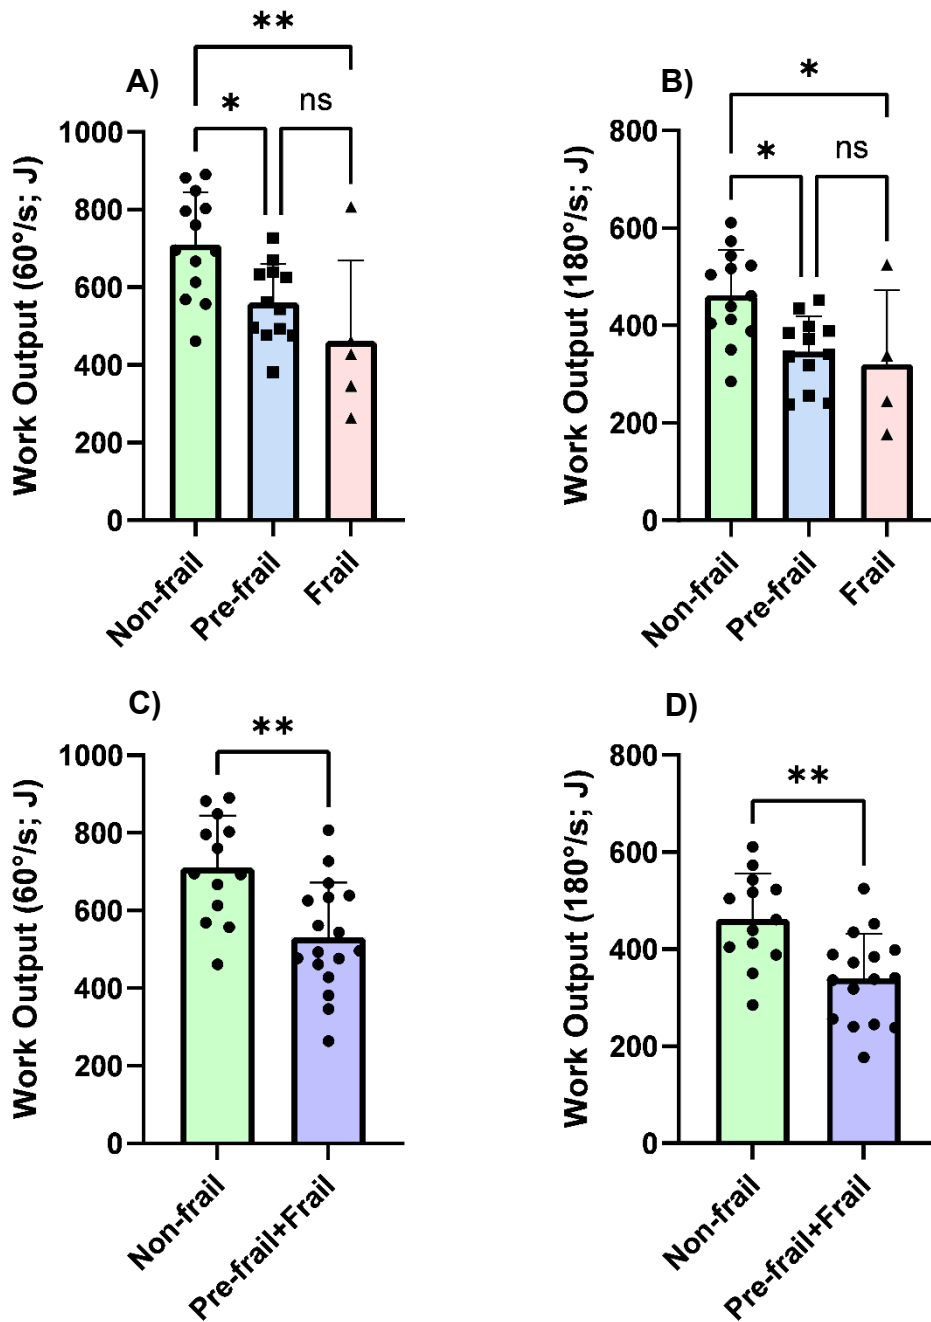 A)
**
*
ns
Work Output (60°/s; J)
1000
800
600
400
200
0
Non-frail
Pre-frail
Frail
B)
*
*
ns
Work Output (180°/s; J)
800
600
400
200
0
Non-frail
Pre-frail
Frail
C)
**
Work Output (60°/s; J)
1000
800
600
400
200
0
Non-frail
Pre-frail+Frail
D)
**
Work Output (180°/s; J)
800
600
400
200
0
Non-frail
Pre-frail+Frail